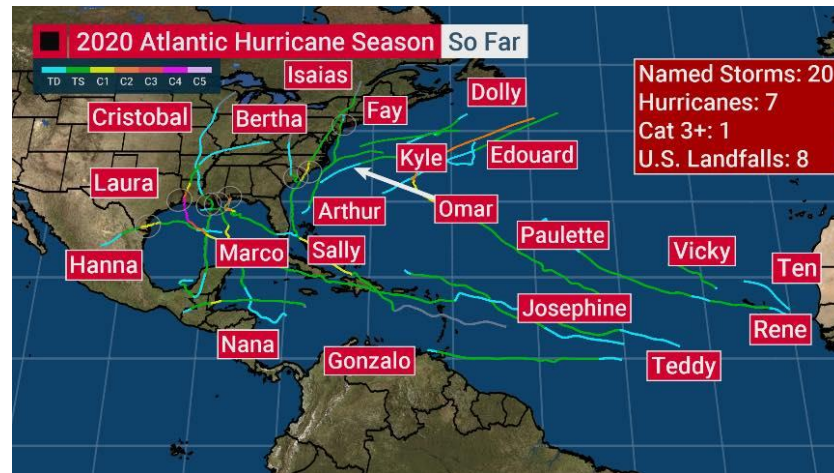 2020 Atlantic Hurricane Season So Far
TD TS C1 C2 C3 C4 C5
Named Storms: 20
Hurricanes: 7
Cat 3+: 1
U.S. Landfalls: 8
Isaias
Dolly
Cristobal
Bertha
Fay
Kyle
Edouard
Laura
Arthur
Omar
Paulette
Vicky
Hanna
Marco
Sally
Ten
Josephine
Rene
Nana
Gonzalo
Teddy